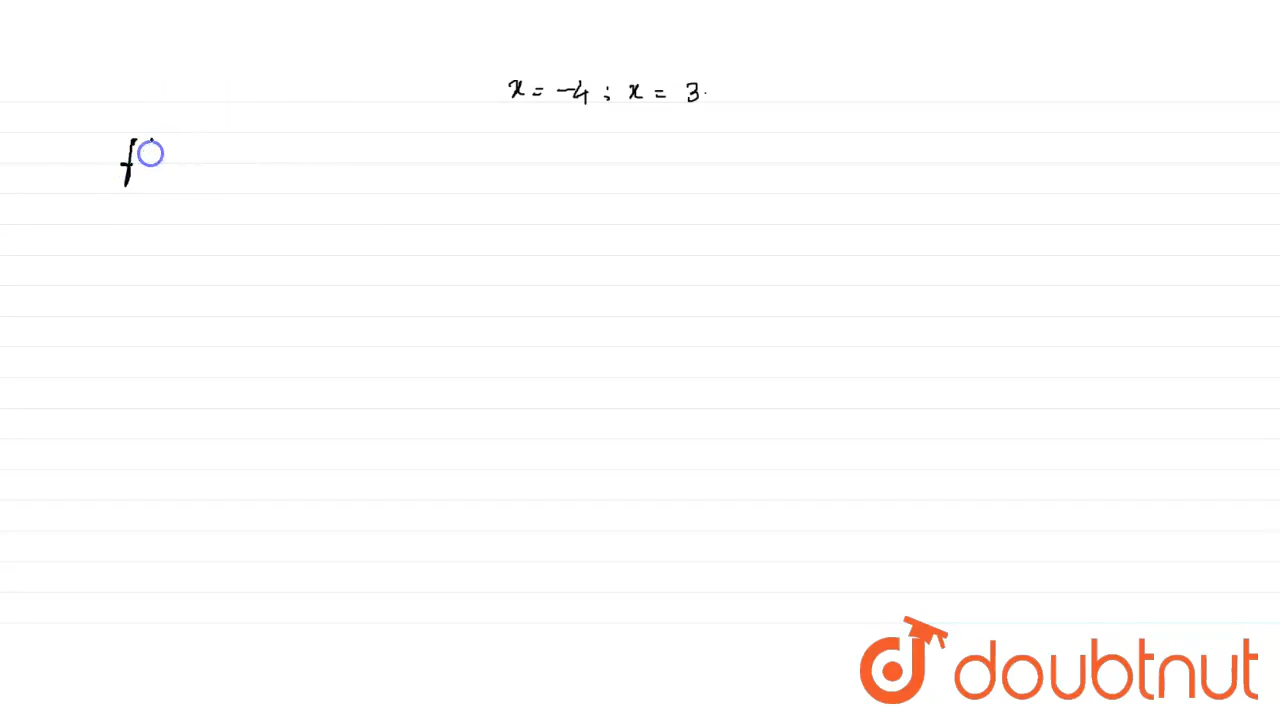 x = -4 ; x = 3.
f
doubtnut